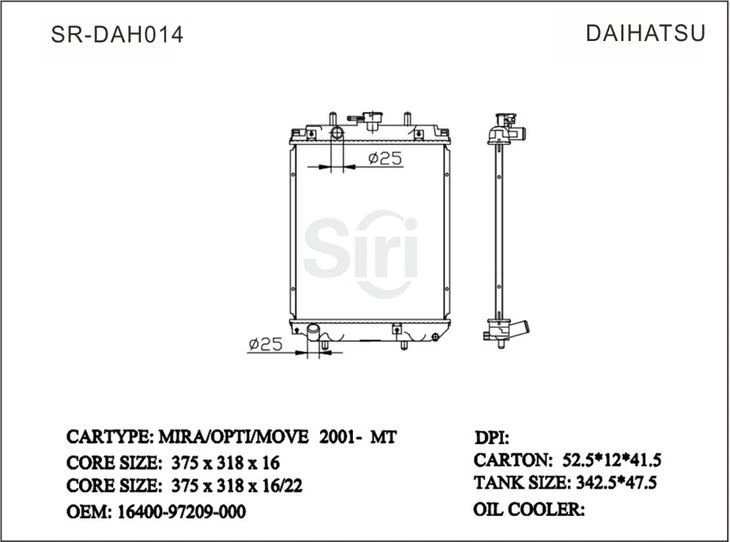 SR-DAH014
DAIHATSU
ø25
Siri
ø25
CARTYPE: MIRA/OPTI/MOVE 2001- MT
CORE SIZE: 375 x 318 x 16
CORE SIZE: 375 x 318 x 16/22
OEM: 16400-97209-000
DPI:
CARTON: 52.5*12*41.5
TANK SIZE: 342.5*47.5
OIL COOLER: